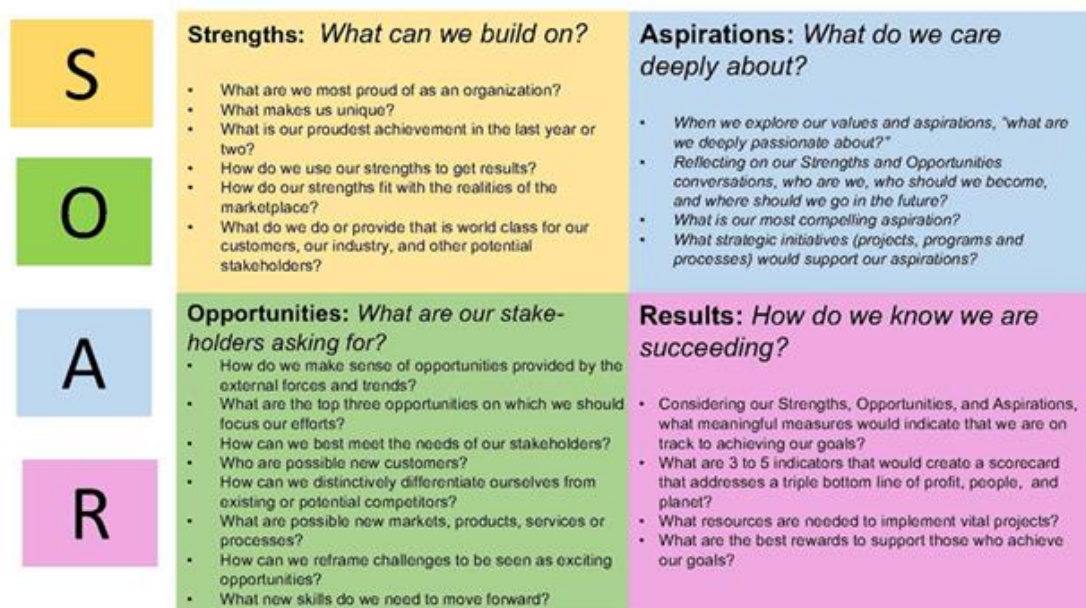 S
O
A
R
Strengths: What can we build on?
• What are we most proud of as an organization?
• What makes us unique?
• What is our proudest achievement in the last year or
two?
• How do we use our strengths to get results?
• How do our strengths fit with the realities of the
marketplace?
• What do we do or provide that is world class for our
customers, our industry, and other potential
stakeholders?
Aspirations: What do we care
deeply about?
• When we explore our values and aspirations, "what are
we deeply passionate about?"
• Reflecting on our Strengths and Opportunities
conversations, who are we, who should we become,
and where should we go in the future?
• What is our most compelling aspiration?
• What strategic initiatives (projects, programs and
processes) would support our aspirations?
Opportunities: What are our stake-
holders asking for?
• How do we make sense of opportunities provided by the
external forces and trends?
• What are the top three opportunities on which we should
focus our efforts?
• How can we best meet the needs of our stakeholders?
• Who are possible new customers?
• How can we distinctively differentiate ourselves from
existing or potential competitors?
• What are possible new markets, products, services or
processes?
• How can we reframe challenges to be seen as exciting
opportunities?
• What new skills do we need to move forward?
Results: How do we know we are
succeeding?
• Considering our Strengths, Opportunities, and Aspirations,
what meaningful measures would indicate that we are on
track to achieving our goals?
• What are 3 to 5 indicators that would create a scorecard
that addresses a triple bottom line of profit, people, and
planet?
• What resources are needed to implement vital projects?
• What are the best rewards to support those who achieve
our goals?